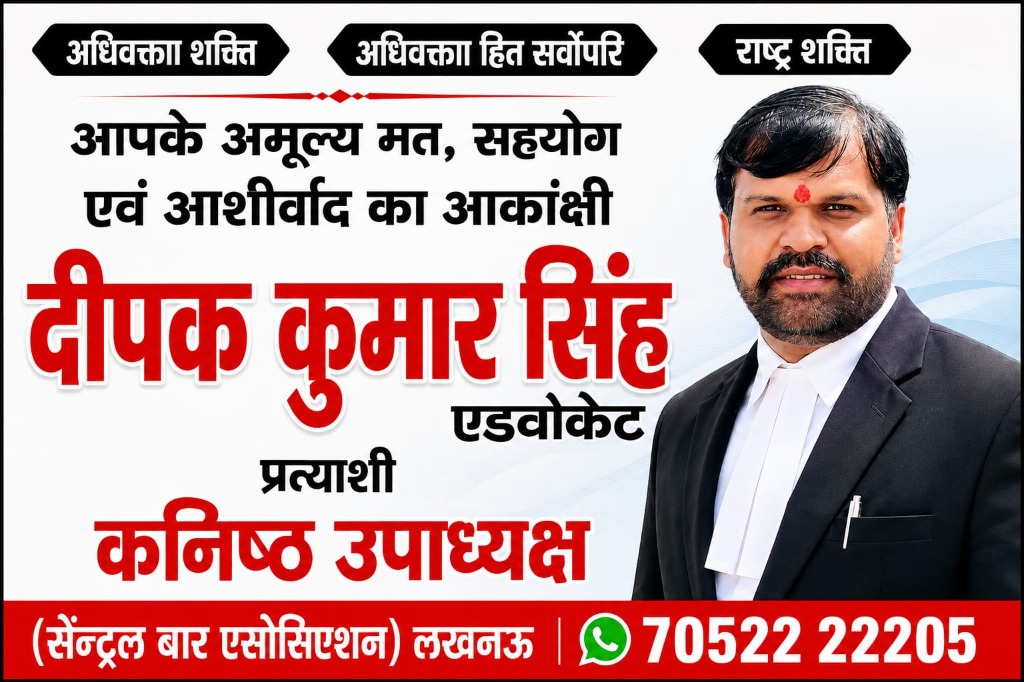 अधिवक्ता शक्ति
अधिवक्ता हित सर्वोपरि
राष्ट्र शक्ति
आपके अमूल्य मत, सहयोग
एवं आशीर्वाद का आकांक्षी
दीपक कुमार सिंह
एडवोकेट
प्रत्याशी
कनिष्ठ उपाध्यक्ष
(सेंन्ट्रल बार एसोसिएशन) लखनऊ
70522 22205